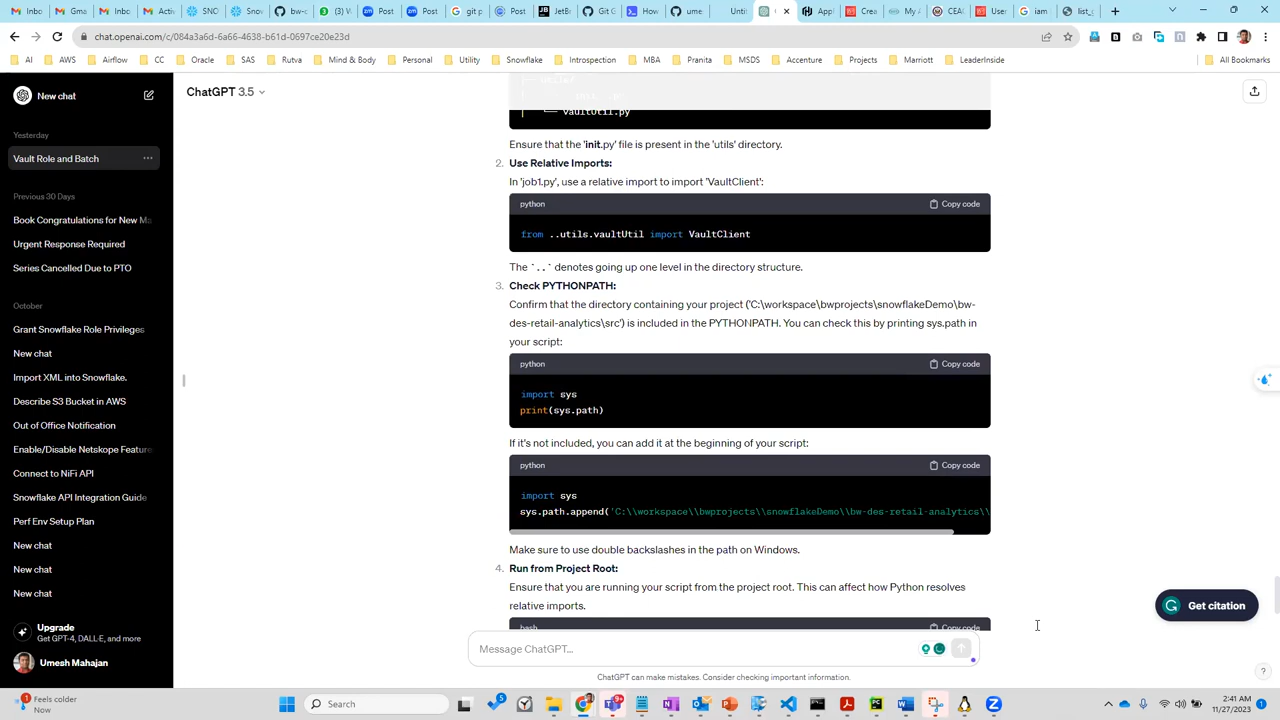 chat.openai.com/c/084a3a6d-6a66-4638-b61d-0697ce20e23d
AI AWS Airflow CC Oracle SAS Rutva Mind & Body Personal Utility Snowflake Introspection MBA Pranita MSDS Accenture Projects Marriott LeaderInside All Bookmarks
New chat
ChatGPT 3.5
Yesterday
Vault Role and Batch
Previous 30 Days
Book Congratulations for New Ma
Urgent Response Required
Series Cancelled Due to PTO
October
Grant Snowflake Role Privileges
New chat
Import XML into Snowflake.
Describe S3 Bucket in AWS
Out of Office Notification
Enable/Disable Netskope Feature
Connect to NiFi API
Snowflake API Integration Guide
Perf Env Setup Plan
New chat
New chat
New chat
Upgrade
Get GPT-4, DALL·E, and more
Umesh Mahajan
└── vaultUtil.py
Ensure that the 'init.py' file is present in the 'utils' directory.
2. Use Relative Imports:
In 'job1.py', use a relative import to import 'VaultClient':
python Copy code
from ..utils.vaultUtil import VaultClient
The `..` denotes going up one level in the directory structure.
3. Check PYTHONPATH:
Confirm that the directory containing your project ('C:\workspace\bwprojects\snowflakeDemo\bw-
des-retail-analytics\src') is included in the PYTHONPATH. You can check this by printing sys.path in
your script:
python Copy code
import sys
print(sys.path)
If it's not included, you can add it at the beginning of your script:
python Copy code
import sys
sys.path.append('C:\\workspace\\bwprojects\\snowflakeDemo\\bw-des-retail-analytics\\
Make sure to use double backslashes in the path on Windows.
4. Run from Project Root:
Ensure that you are running your script from the project root. This can affect how Python resolves
relative imports.
bash Copy code
Get citation
Message ChatGPT...
ChatGPT can make mistakes. Consider checking important information.
Feels colder
Now
Search
2:41 AM
11/27/2023